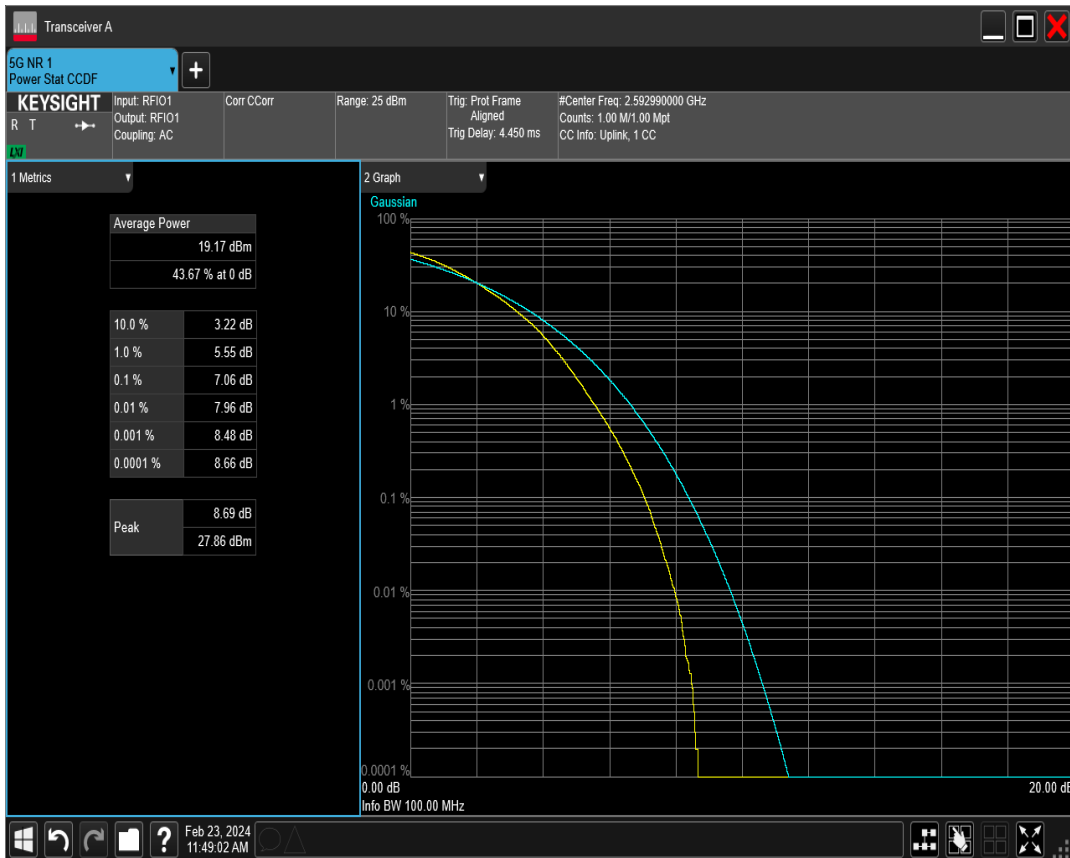 Transceiver A
5G NR 1
Power Stat CCDF
KEYSIGHT
R T
LXI
Input: RFIO1
Output: RFIO1
Coupling: AC
Corr CCorr
Range: 25 dBm
Trig: Prot Frame
Aligned
Trig Delay: 4.450 ms
#Center Freq: 2.592990000 GHz
Counts: 1.00 M/1.00 Mpt
CC Info: Uplink, 1 CC
1 Metrics
Average Power
19.17 dBm
43.67 % at 0 dB
10.0 % 3.22 dB
1.0 % 5.55 dB
0.1 % 7.06 dB
0.01 % 7.96 dB
0.001 % 8.48 dB
0.0001 % 8.66 dB
Peak
8.69 dB
27.86 dBm
2 Graph
Gaussian
100 %
10 %
1 %
0.1 %
0.01 %
0.001 %
0.0001 %
0.00 dB
20.00 dB
Info BW 100.00 MHz
?
Feb 23, 2024
11:49:02 AM